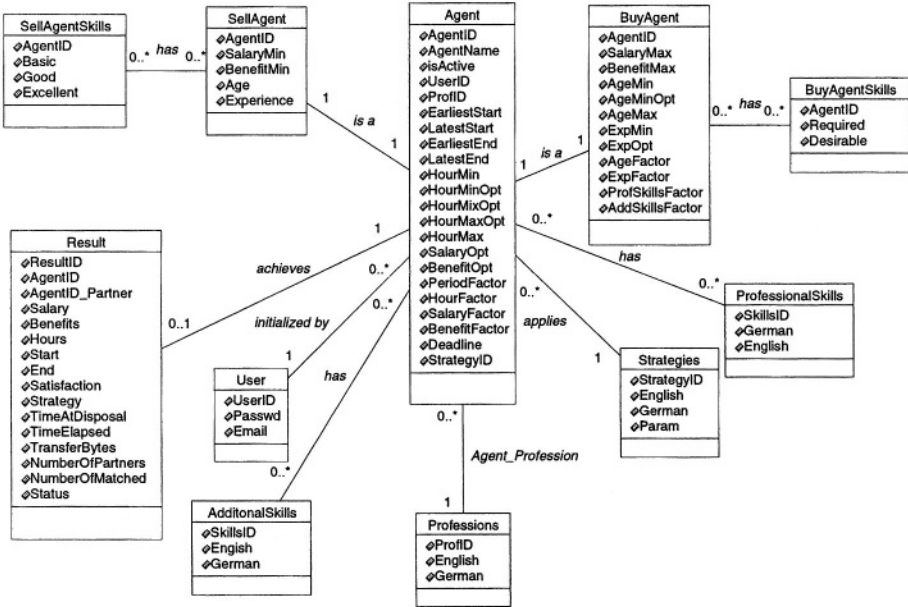 SellAgentSkills
AgentID
Basic
Good
Excellent
has
0..*
0..*
SellAgent
AgentID
SalaryMin
BenefitMin
Age
Experience
1
is a
1
Agent
AgentID
AgentName
isActive
UserID
ProfID
EarliestStart
LatestStart
EarliestEnd
LatestEnd
HourMin
HourMinOpt
HourMixOpt
HourMaxOpt
HourMax
SalaryOpt
BenefitOpt
PeriodFactor
HourFactor
SalaryFactor
BenefitFactor
Deadline
StrategyID
1
is a
1
BuyAgent
AgentID
SalaryMax
BenefitMax
AgeMin
AgeMinOpt
AgeMax
ExpMin
ExpOpt
AgeFactor
ExpFactor
ProfSkillsFactor
AddSkillsFactor
has
0..*
0..*
BuyAgentSkills
AgentID
Required
Desirable
Result
ResultID
AgentID
AgentID_Partner
Salary
Benefits
Hours
Start
End
Satisfaction
Strategy
TimeAtDisposal
TimeElapsed
TransferBytes
NumberOfPartners
NumberOfMatched
Status
1
achieves
0..1
0..*
initialized by
1
User
UserID
Passwd
Email
0..*
has
0..*
AdditonalSkills
SkillsID
Engish
German
0..*
Agent_Profession
1
Professions
ProfID
English
German
0..*
applies
1
Strategies
StrategyID
English
German
Param
0..*
has
0..*
ProfessionalSkills
SkillsID
German
English